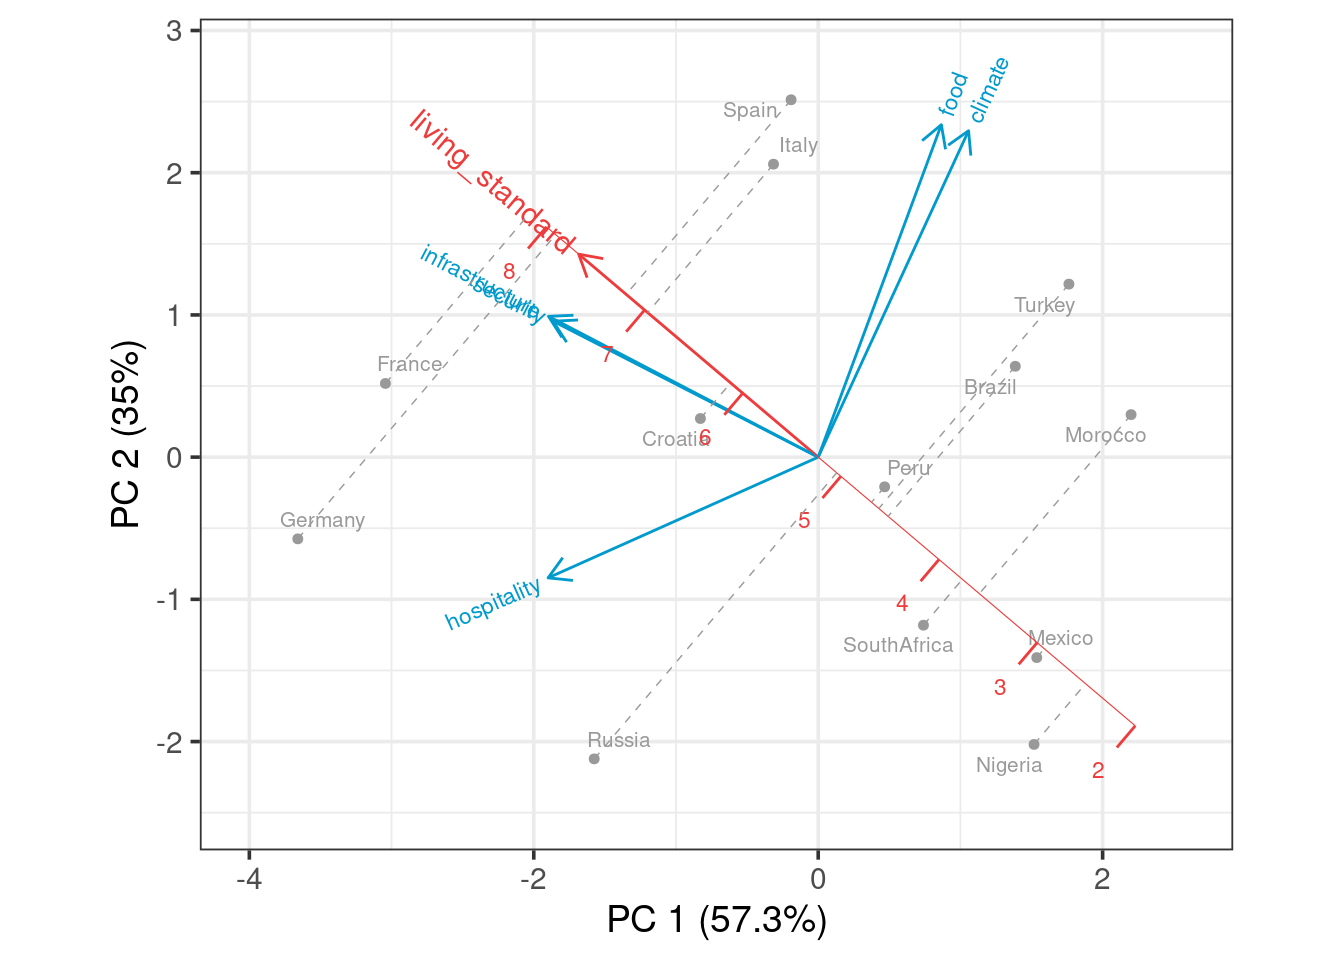 3
2
1
0
-1
-2
-4
-2
0
2
PC 1 (57.3%)
PC 2 (35%)
food
climate
Spain
Italy
living_standard
infrastructure
security
8
7
6
5
4
3
2
France
Croatia
Germany
Turkey
Brazil
Morocco
Peru
hospitality
SouthAfrica
Mexico
Russia
Nigeria